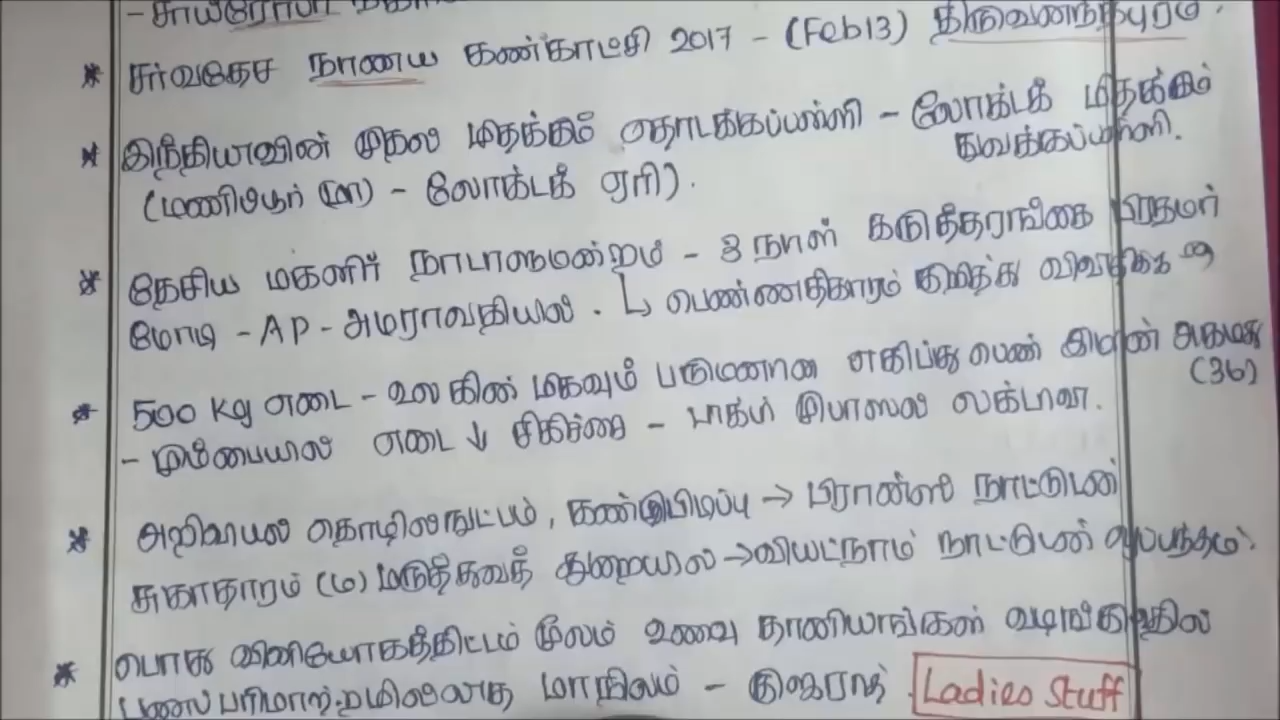 - சாய்ரோபா
* சர்வதேச நாணய கண்காட்சி 2017 - (Feb 13) திருவனந்தபுரம்.
* இந்தியாவின் முதல் மிதக்கும் தொடக்கப்பள்ளி - லோக்டக் மிதக்கும்
துவக்கப்பள்ளி.
(மணிப்பூர் (மா) - லோக்டக் ஏரி).
* தேசிய மகளிர் நாடாளுமன்றம் - 3 நாள் கருத்தரங்கை பிரதமர்
மோடி - AP - அமராவதியில். ↳ பெண்ணதிகாரம் குறித்து
* 500 kg எடை - உலகின் மிகவும் பருமனான எகிப்து பெண் இமான் அகமது
(36)
- மும்பையில் எடை ↓ சிகிச்சை - டாக்டர் முபாஸல் லக்டாவா.
* அறிவியல் தொழில்நுட்பம், கண்டுபிடிப்பு → பிரான்ஸ் நாட்டுடன்
சுகாதாரம் (ம) மருத்துவத் துறையில் → வியட்நாம் நாட்டுடன் ஒப்பந்தம்.
* பொது வினியோகத்திட்டம் மூலம் உணவு தானியங்கள் வழங்குவதில்
பணப் பரிமாற்றமில்லாத மாநிலம் - குஜராத்.
Ladies Stuff